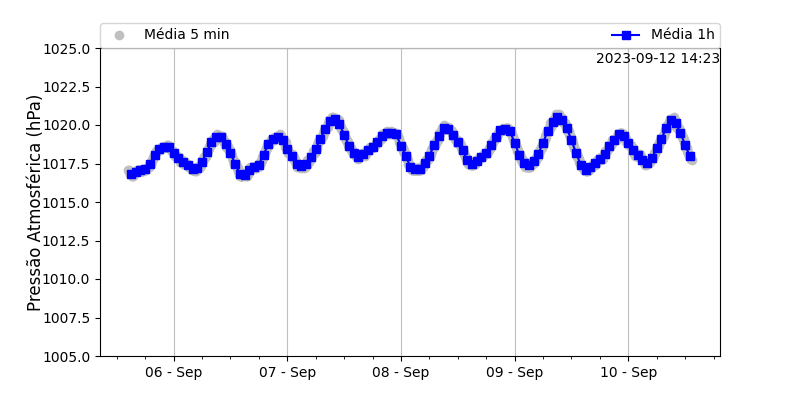 Média 5 min
Média 1h
2023-09-12 14:23
Pressão Atmosférica (hPa)
1025.0
1022.5
1020.0
1017.5
1015.0
1012.5
1010.0
1007.5
1005.0
06 - Sep
07 - Sep
08 - Sep
09 - Sep
10 - Sep